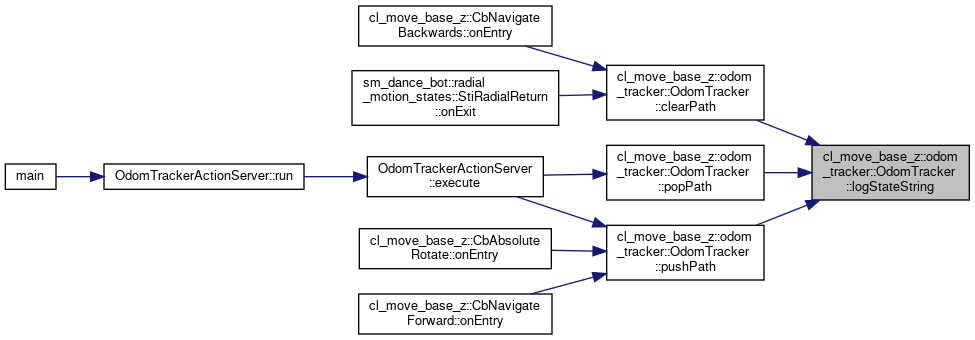 cl_move_base_z::CbNavigate
Backwards::onEntry
sm_dance_bot::radial
_motion_states::StiRadialReturn
::onExit
cl_move_base_z::odom
_tracker::OdomTracker
::clearPath
main
OdomTrackerActionServer::run
OdomTrackerActionServer
::execute
cl_move_base_z::odom
_tracker::OdomTracker
::popPath
cl_move_base_z::odom
_tracker::OdomTracker
::logStateString
cl_move_base_z::CbAbsolute
Rotate::onEntry
cl_move_base_z::odom
_tracker::OdomTracker
::pushPath
cl_move_base_z::CbNavigate
Forward::onEntry